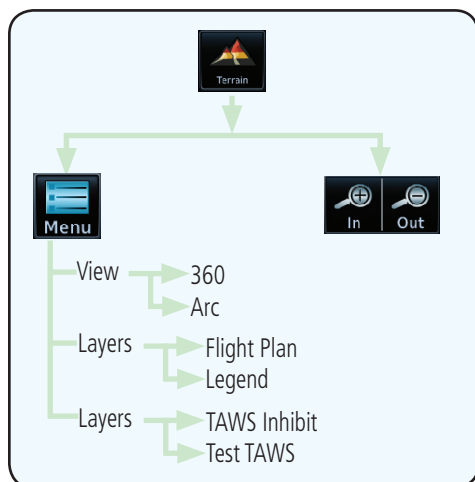 Terrain
Menu
In Out
View
360
Arc
Layers
Flight Plan
Legend
Layers
TAWS Inhibit
Test TAWS